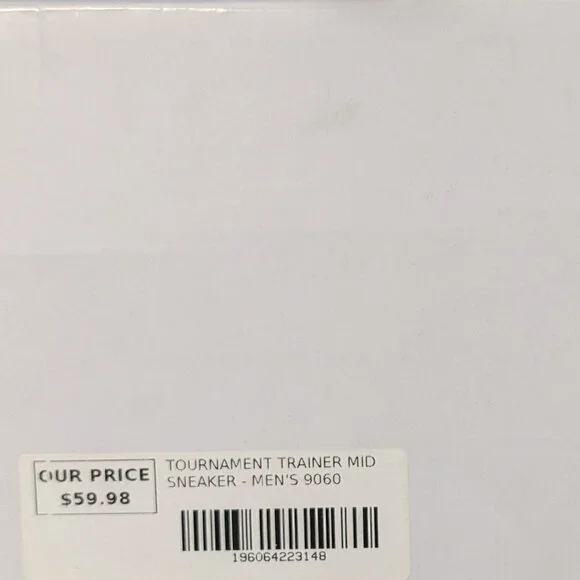 OUR PRICE
$59.98
TOURNAMENT TRAINER MID
SNEAKER - MEN'S 9060
196064223148